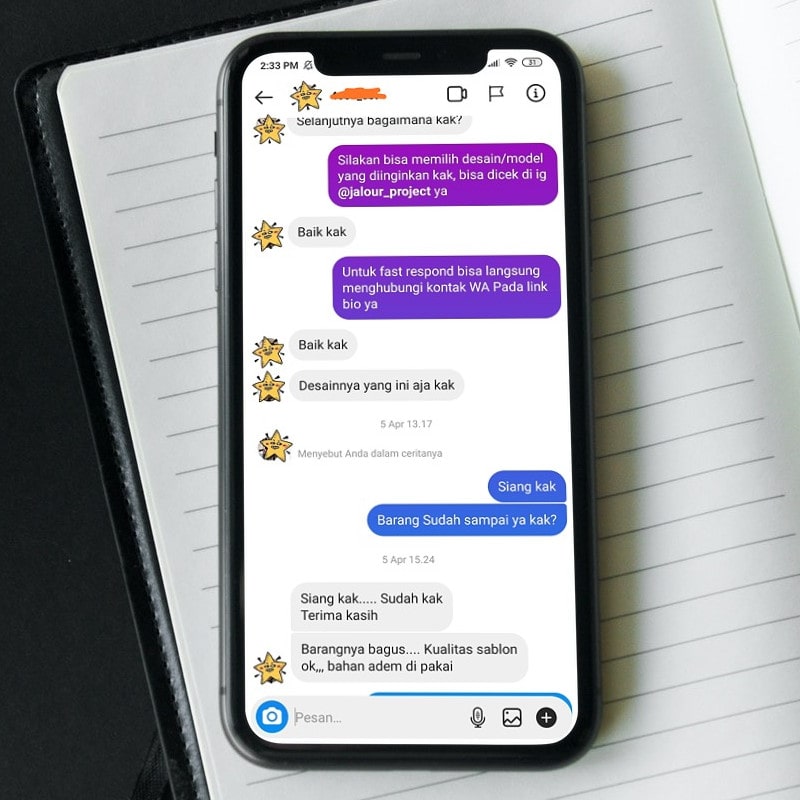 2:33 PM
31
Selanjutnya bagaimana kak?
Silakan bisa memilih desain/model
yang diinginkan kak, bisa dicek di ig
@jalour_project ya
Baik kak
Untuk fast respond bisa langsung
menghubungi kontak WA Pada link
bio ya
Baik kak
Desainnya yang ini aja kak
5 Apr 13.17
Menyebut Anda dalam ceritanya
Siang kak
Barang Sudah sampai ya kak?
5 Apr 15.24
Siang kak..... Sudah kak
Terima kasih
Barangnya bagus.... Kualitas sablon
ok,,, bahan adem di pakai
Pesan...